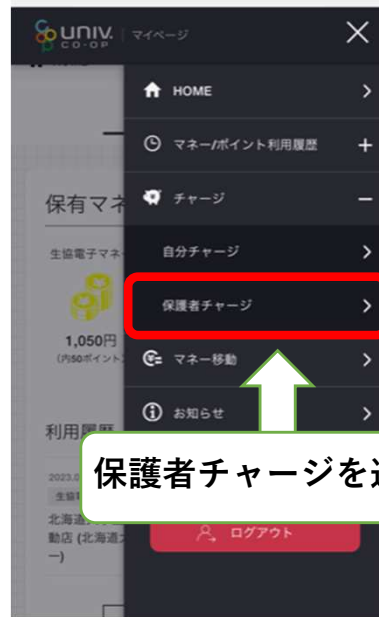 UNIV.
CO-OP
マイページ
HOME
マネー/ポイント利用履歴
保有マネ
チャージ
生協電子マネ
自分チャージ
保護者チャージ
1,050円
(内50ポイント
マネー移動
お知らせ
利用履歴
保護者チャージを
2023.0
生協
北海道
動店 (北海道
ー)
ログアウト